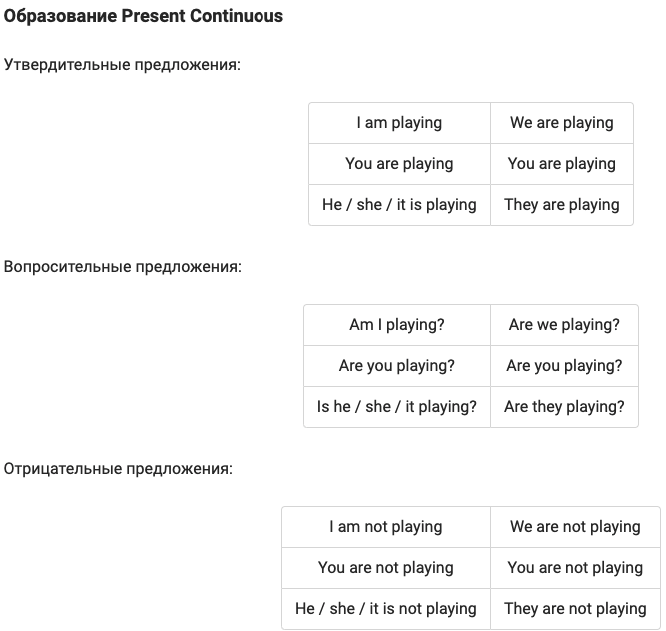 Образование Present Continuous
Утвердительные предложения:
I am playing We are playing
You are playing You are playing
He / she / it is playing They are playing
Вопросительные предложения:
Am I playing? Are we playing?
Are you playing? Are you playing?
Is he / she / it playing? Are they playing?
Отрицательные предложения:
I am not playing We are not playing
You are not playing You are not playing
He / she / it is not playing They are not playing